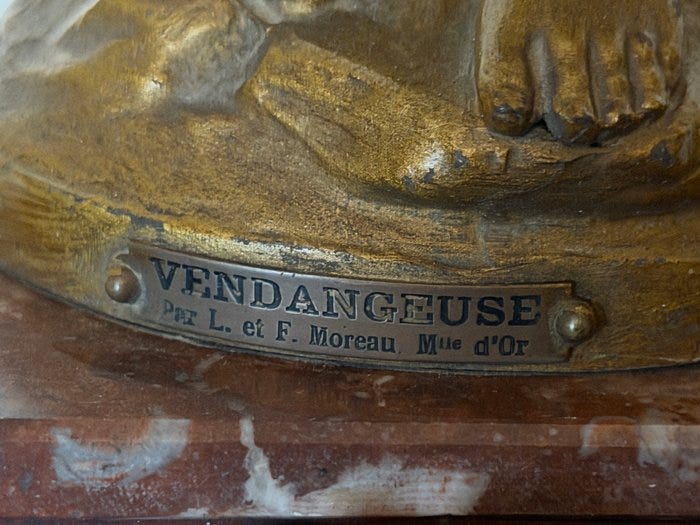 VENDANGEUSE
Par L. et F. Moreau. Mlle d'Or